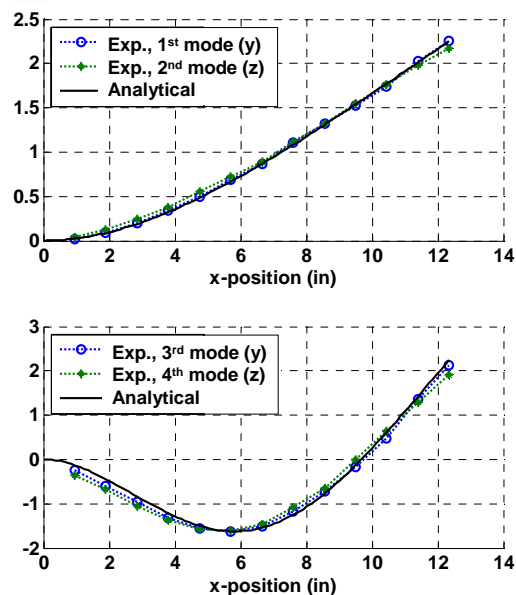 2.5
2
1.5
1
0.5
0
Exp., 1st mode (y)
Exp., 2nd mode (z)
Analytical
0 2 4 6 8 10 12 14
x-position (in)
3
2
1
0
-1
-2
Exp., 3rd mode (y)
Exp., 4th mode (z)
Analytical
0 2 4 6 8 10 12 14
x-position (in)